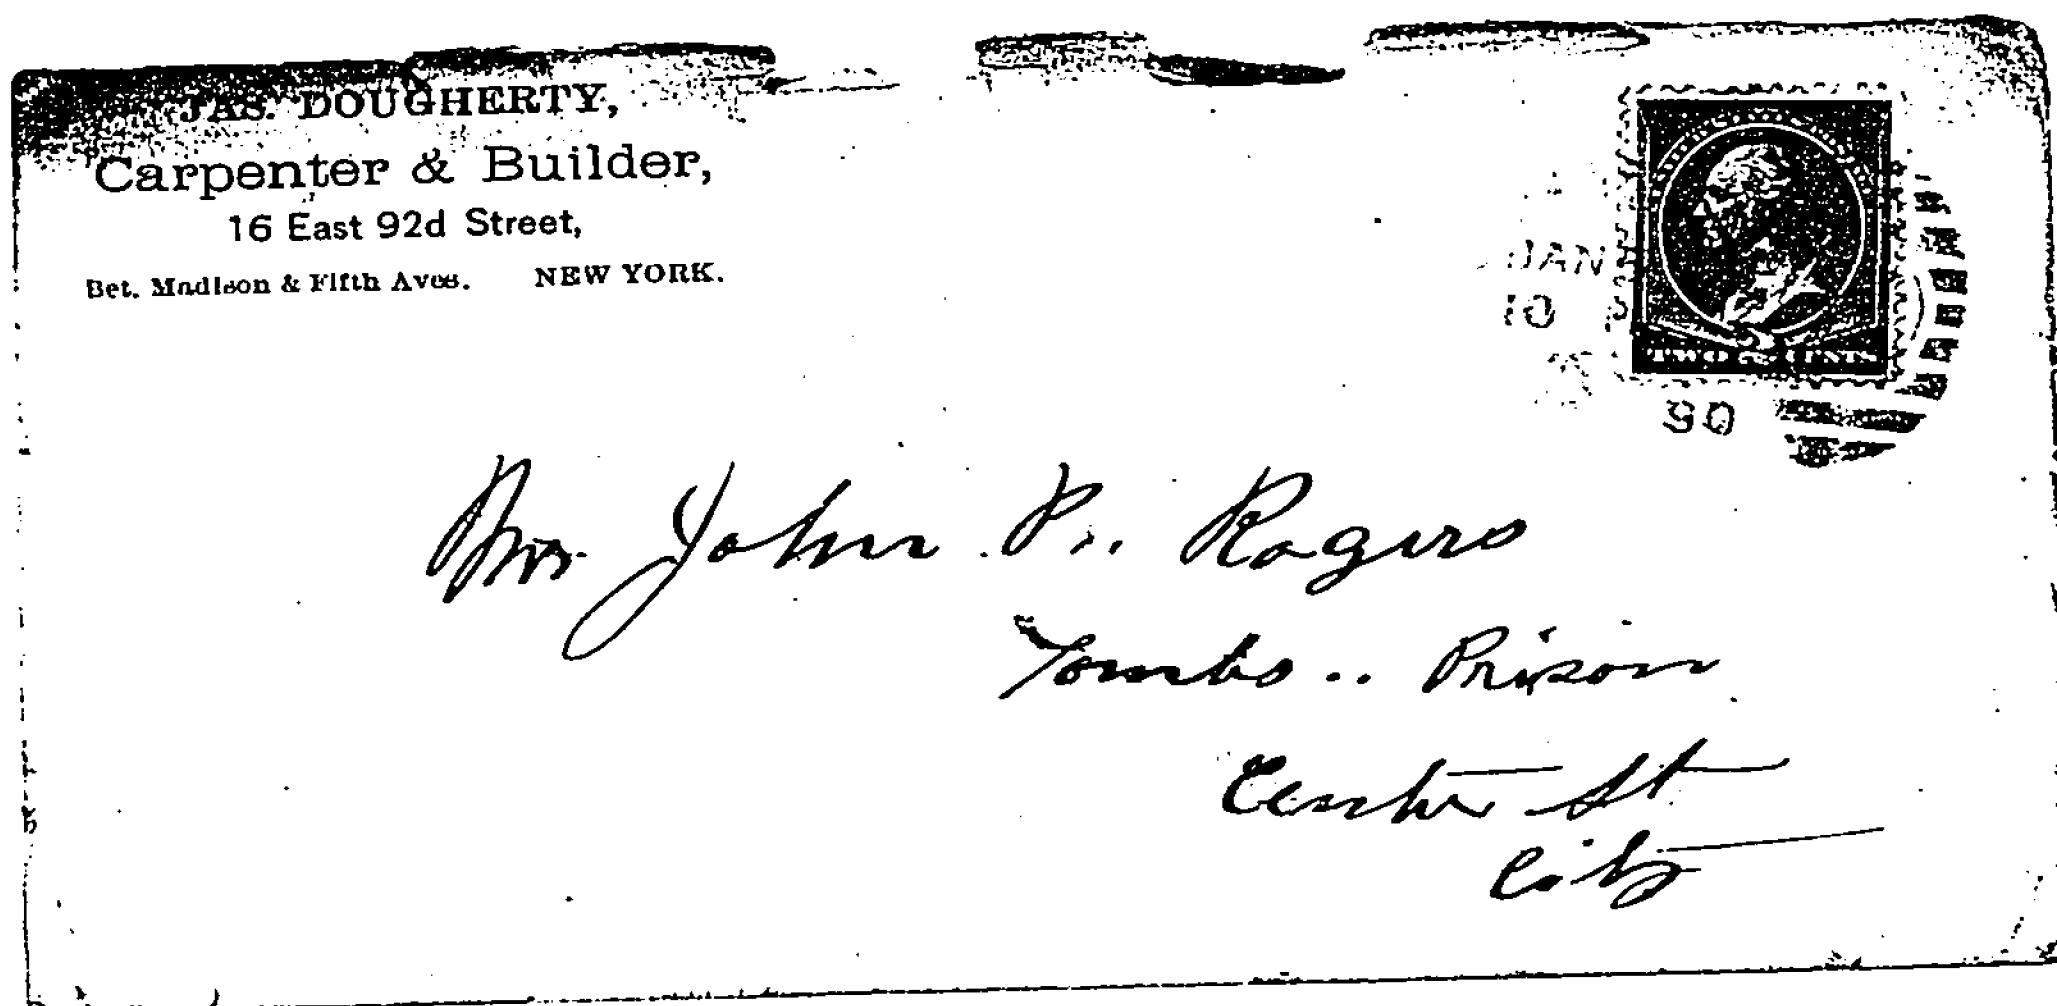 JAS. DOUGHERTY,
Carpenter & Builder,
16 East 92d Street,
Bet. Madison & Fifth Aves. NEW YORK.
JAN
10
90
TWO CENTS
Mr John P.. Rogers
Tombs.. Prison
Center St
City